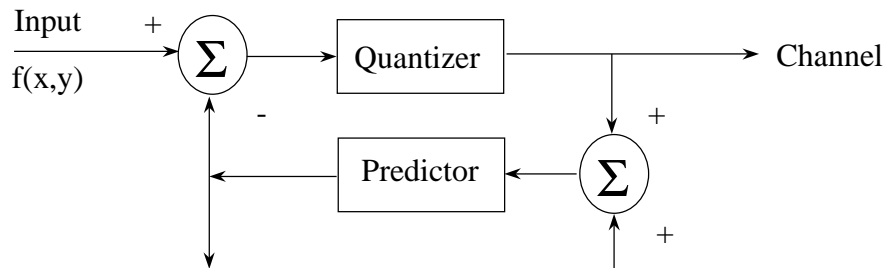 Input
+
Σ
Quantizer
Channel
f(x,y)
-
+
Predictor
Σ
+